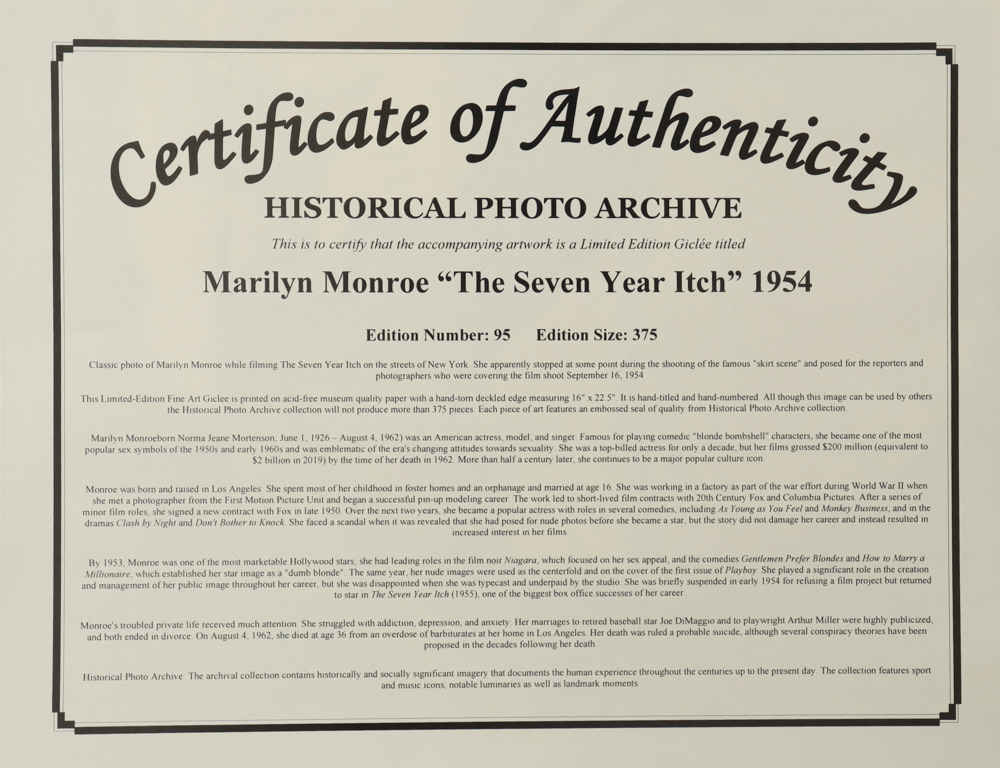 Certificate of Authenticity
HISTORICAL PHOTO ARCHIVE
This is to certify that the accompanying artwork is a Limited Edition Giclée titled
Marilyn Monroe “The Seven Year Itch” 1954
Edition Number: 95 Edition Size: 375
Classic photo of Marilyn Monroe while filming The Seven Year Itch on the streets of New York. She apparently stopped at some point during the shooting of the famous "skirt scene" and posed for the reporters and
photographers who were covering the film shoot September 16, 1954
This Limited-Edition Fine Art Giclee is printed on acid-free museum quality paper with a hand-torn deckled edge measuring 16" x 22.5". It is hand-titled and hand-numbered. All though this image can be used by others
the Historical Photo Archive collection will not produce more than 375 pieces. Each piece of art features an embossed seal of quality from Historical Photo Archive collection.
Marilyn Monroeborn Norma Jeane Mortenson, June 1, 1926 – August 4, 1962) was an American actress, model, and singer. Famous for playing comedic "blonde bombshell" characters, she became one of the most
popular sex symbols of the 1950s and early 1960s and was emblematic of the era's changing attitudes towards sexuality. She was a top-billed actress for only a decade, but her films grossed $200 million (equivalent to
$2 billion in 2019) by the time of her death in 1962. More than half a century later, she continues to be a major popular culture icon.
Monroe was born and raised in Los Angeles. She spent most of her childhood in foster homes and an orphanage and married at age 16. She was working in a factory as part of the war effort during World War II when
she met a photographer from the First Motion Picture Unit and began a successful pin-up modeling career. The work led to short-lived film contracts with 20th Century Fox and Columbia Pictures. After a series of
minor film roles, she signed a new contract with Fox in late 1950. Over the next two years, she became a popular actress with roles in several comedies, including As Young as You Feel and Monkey Business, and in the
dramas Clash by Night and Don't Bother to Knock. She faced a scandal when it was revealed that she had posed for nude photos before she became a star, but the story did not damage her career and instead resulted in
increased interest in her films.
By 1953, Monroe was one of the most marketable Hollywood stars; she had leading roles in the film noir Niagara, which focused on her sex appeal, and the comedies Gentlemen Prefer Blondes and How to Marry a
Millionaire, which established her star image as a "dumb blonde". The same year, her nude images were used as the centerfold and on the cover of the first issue of Playboy. She played a significant role in the creation
and management of her public image throughout her career, but she was disappointed when she was typecast and underpaid by the studio. She was briefly suspended in early 1954 for refusing a film project but returned
to star in The Seven Year Itch (1955), one of the biggest box office successes of her career.
Monroe's troubled private life received much attention. She struggled with addiction, depression, and anxiety. Her marriages to retired baseball star Joe DiMaggio and to playwright Arthur Miller were highly publicized,
and both ended in divorce. On August 4, 1962, she died at age 36 from an overdose of barbiturates at her home in Los Angeles. Her death was ruled a probable suicide, although several conspiracy theories have been
proposed in the decades following her death.
Historical Photo Archive. The archival collection contains historically and socially significant imagery that documents the human experience throughout the centuries up to the present day. The collection features sport
and music icons, notable luminaries as well as landmark moments.